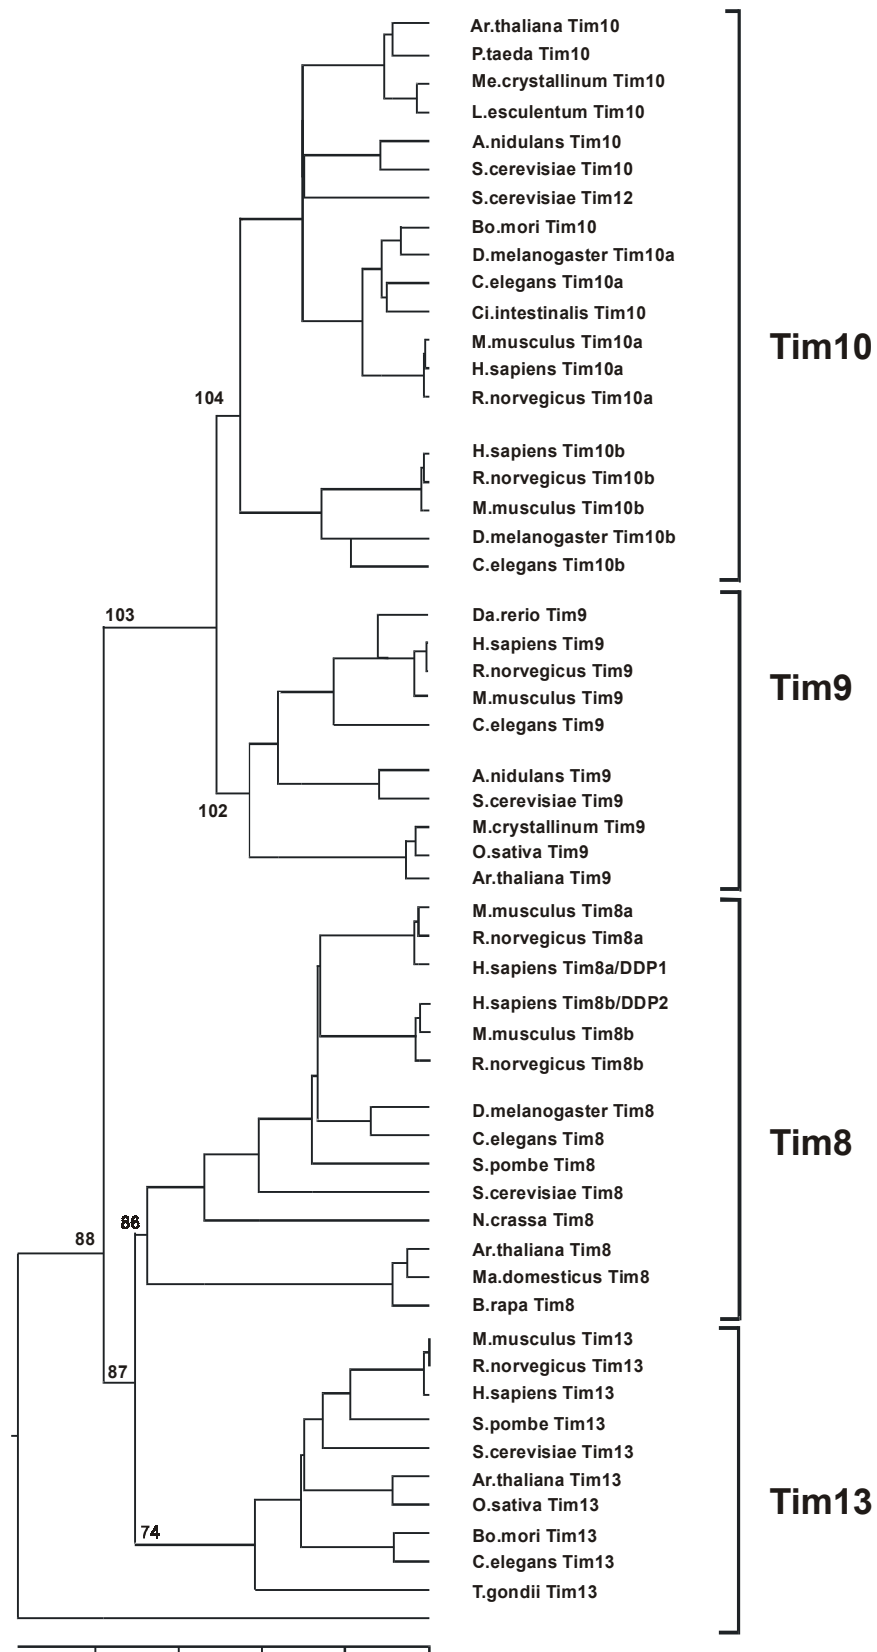 Ar.thaliana Tim10
P.taeda Tim10
Me.crystallinum Tim10
L.esculentum Tim10
A.nidulans Tim10
S.cerevisiae Tim10
S.cerevisiae Tim12
Bo.mori Tim10
D.melanogaster Tim10a
C.elegans Tim10a
Ci.intestinalis Tim10
M.musculus Tim10a
Tim10
H.sapiens Tim10a
R.norvegicus Tim10a
104
H.sapiens Tim10b
R.norvegicus Tim10b
M.musculus Tim10b
D.melanogaster Tim10b
C.elegans Tim10b
103
Da.rerio Tim9
H.sapiens Tim9
R.norvegicus Tim9
Tim9
M.musculus Tim9
C.elegans Tim9
A.nidulans Tim9
S.cerevisiae Tim9
102
M.crystallinum Tim9
O.sativa Tim9
Ar.thaliana Tim9
M.musculus Tim8a
R.norvegicus Tim8a
H.sapiens Tim8a/DDP1
H.sapiens Tim8b/DDP2
M.musculus Tim8b
R.norvegicus Tim8b
D.melanogaster Tim8
C.elegans Tim8
Tim8
S.pombe Tim8
S.cerevisiae Tim8
N.crassa Tim8
86
88
Ar.thaliana Tim8
Ma.domesticus Tim8
B.rapa Tim8
M.musculus Tim13
R.norvegicus Tim13
87
H.sapiens Tim13
S.pombe Tim13
S.cerevisiae Tim13
Ar.thaliana Tim13
Tim13
O.sativa Tim13
74
Bo.mori Tim13
C.elegans Tim13
T.gondii Tim13